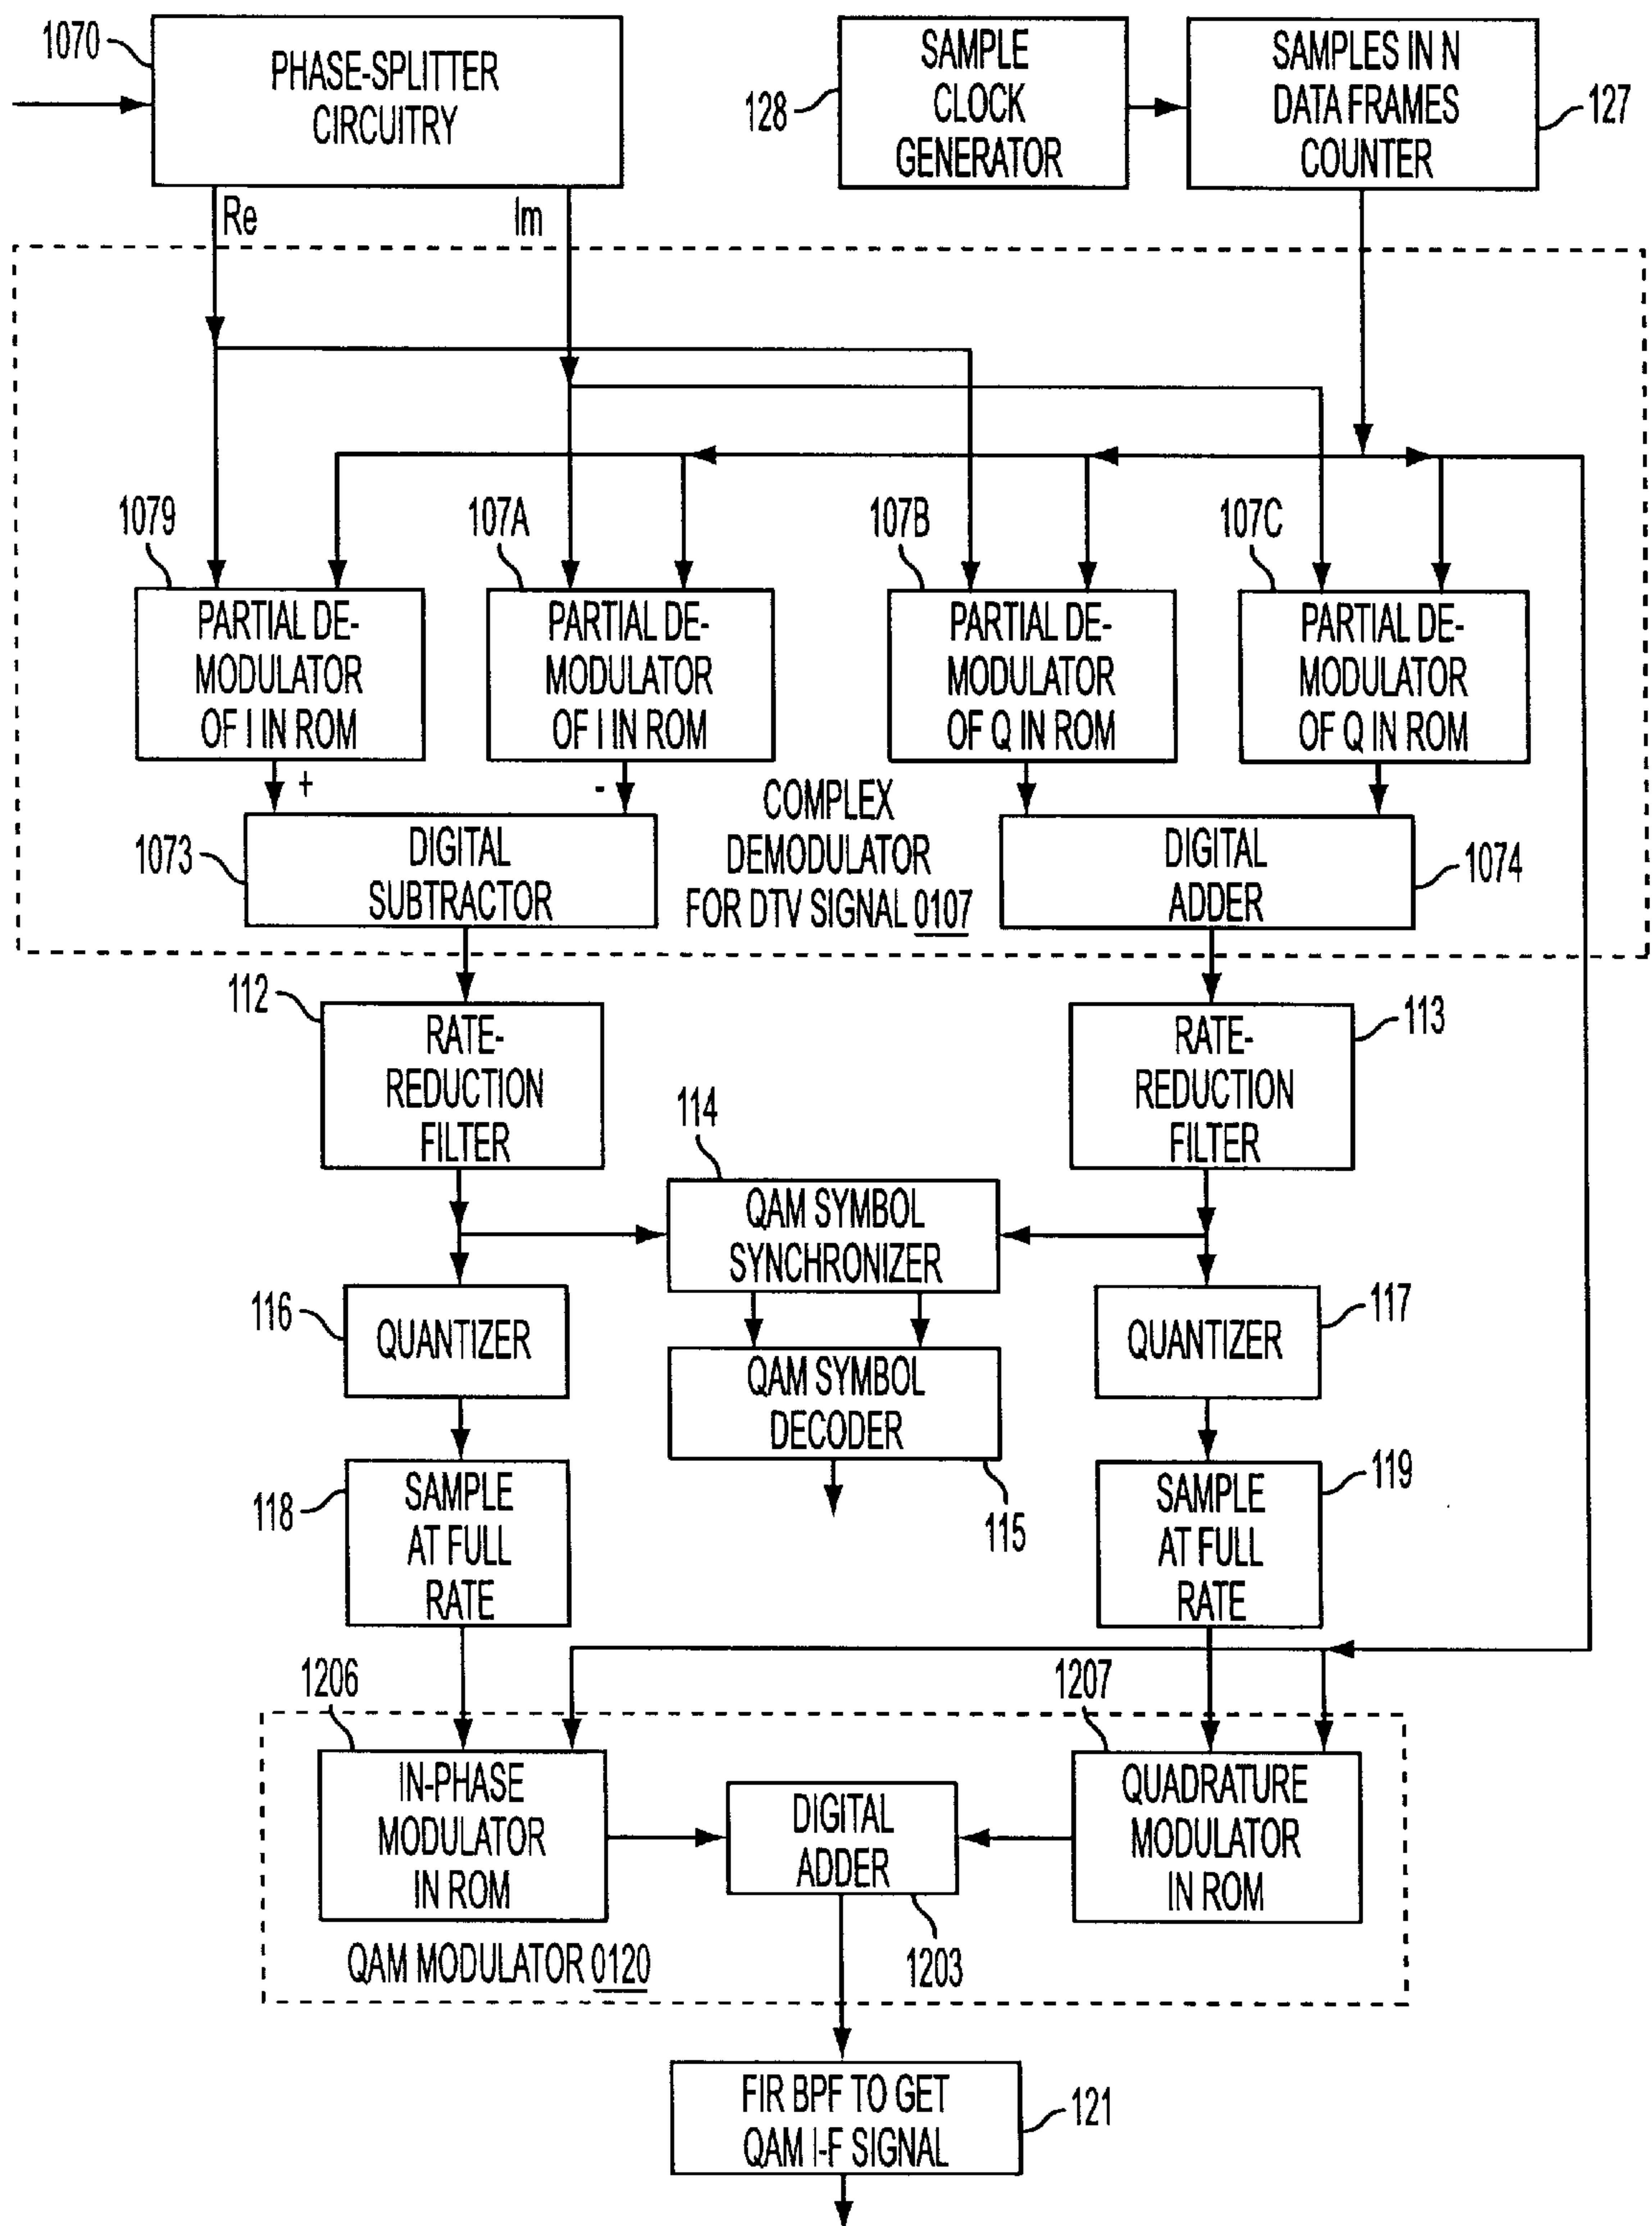 1070
PHASE-SPLITTER
CIRCUITRY
128
SAMPLE
CLOCK
GENERATOR
SAMPLES IN N
DATA FRAMES
COUNTER
127
Re
Im
1079
107A
107B
107C
PARTIAL DE-
MODULATOR
OF I IN ROM
PARTIAL DE-
MODULATOR
OF I IN ROM
PARTIAL DE-
MODULATOR
OF Q IN ROM
PARTIAL DE-
MODULATOR
OF Q IN ROM
+
-
1073
DIGITAL
SUBTRACTOR
COMPLEX
DEMODULATOR
FOR DTV SIGNAL 0107
DIGITAL
ADDER
1074
112
RATE-
REDUCTION
FILTER
RATE-
REDUCTION
FILTER
113
114
QAM SYMBOL
SYNCHRONIZER
116
QUANTIZER
QUANTIZER
117
QAM SYMBOL
DECODER
115
118
SAMPLE
AT FULL
RATE
SAMPLE
AT FULL
RATE
119
1206
1207
IN-PHASE
MODULATOR
IN ROM
DIGITAL
ADDER
QUADRATURE
MODULATOR
IN ROM
QAM MODULATOR 0120
1203
FIR BPF TO GET
QAM I-F SIGNAL
121